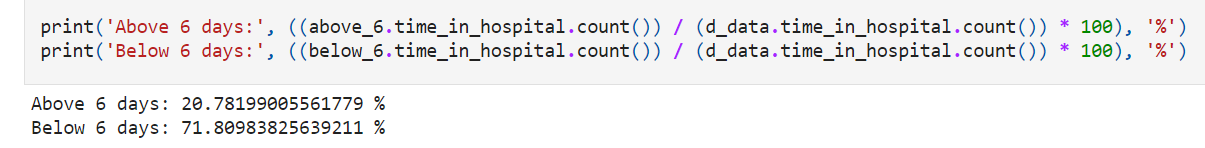 print('Above 6 days:', ((above_6.time_in_hospital.count()) / (d_data.time_in_hospital.count()) * 100), '%')
print('Below 6 days:', ((below_6.time_in_hospital.count()) / (d_data.time_in_hospital.count()) * 100), '%')
Above 6 days: 20.78199005561779 %
Below 6 days: 71.80983825639211 %